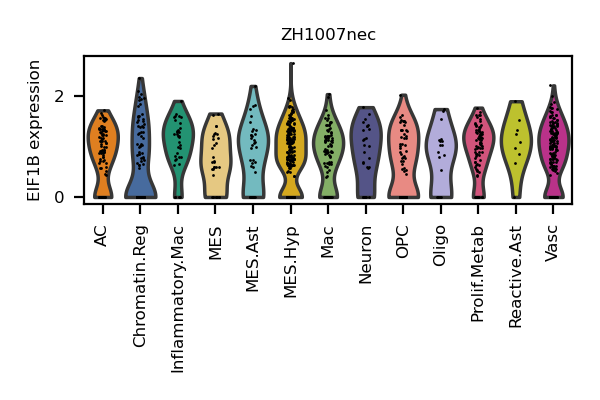 ZH1007nec
EIF1B expression
2
0
AC
Chromatin.Reg
Inflammatory.Mac
MES
MES.Ast
MES.Hyp
Mac
Neuron
OPC
Oligo
Prolif.Metab
Reactive.Ast
Vasc